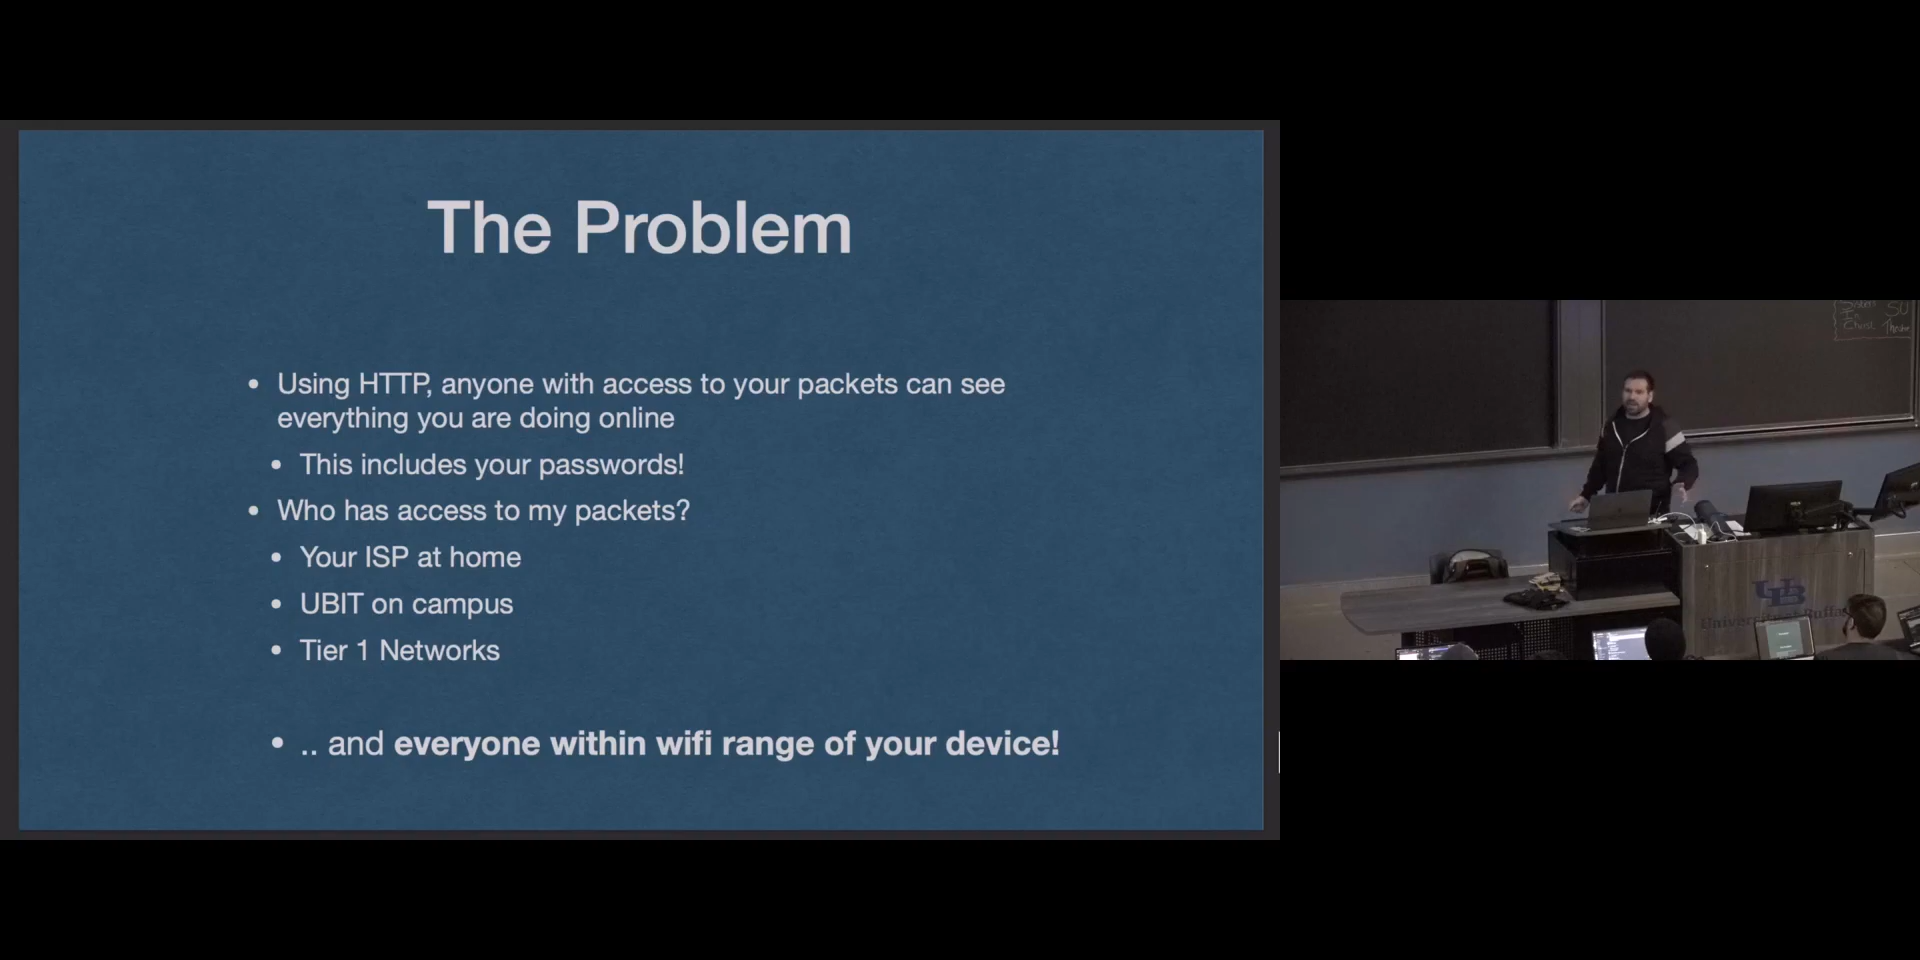 The Problem
• Using HTTP, anyone with access to your packets can see
everything you are doing online
• This includes your passwords!
• Who has access to my packets?
• Your ISP at home
• UBIT on campus
• Tier 1 Networks
• .. and everyone within wifi range of your device!
UB